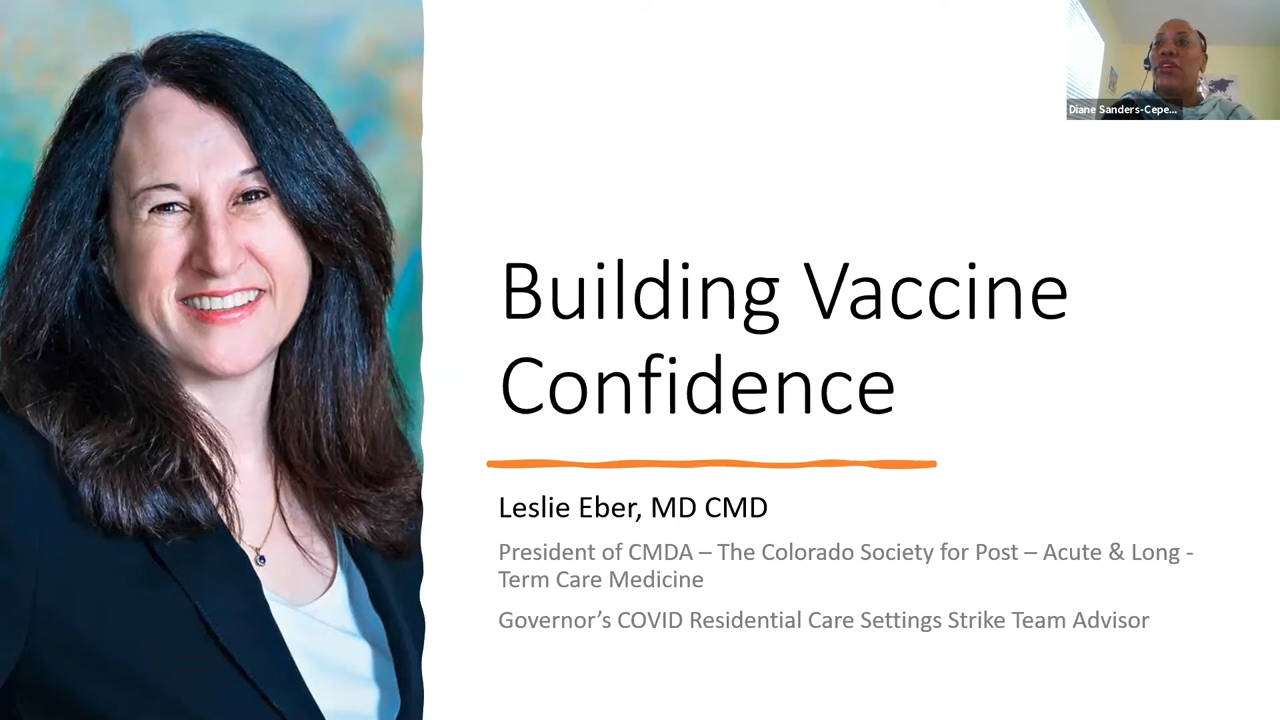 Diane Sanders-Cepe...
Building Vaccine
Confidence
Leslie Eber, MD CMD
President of CMDA – The Colorado Society for Post – Acute & Long -
Term Care Medicine
Governor’s COVID Residential Care Settings Strike Team Advisor